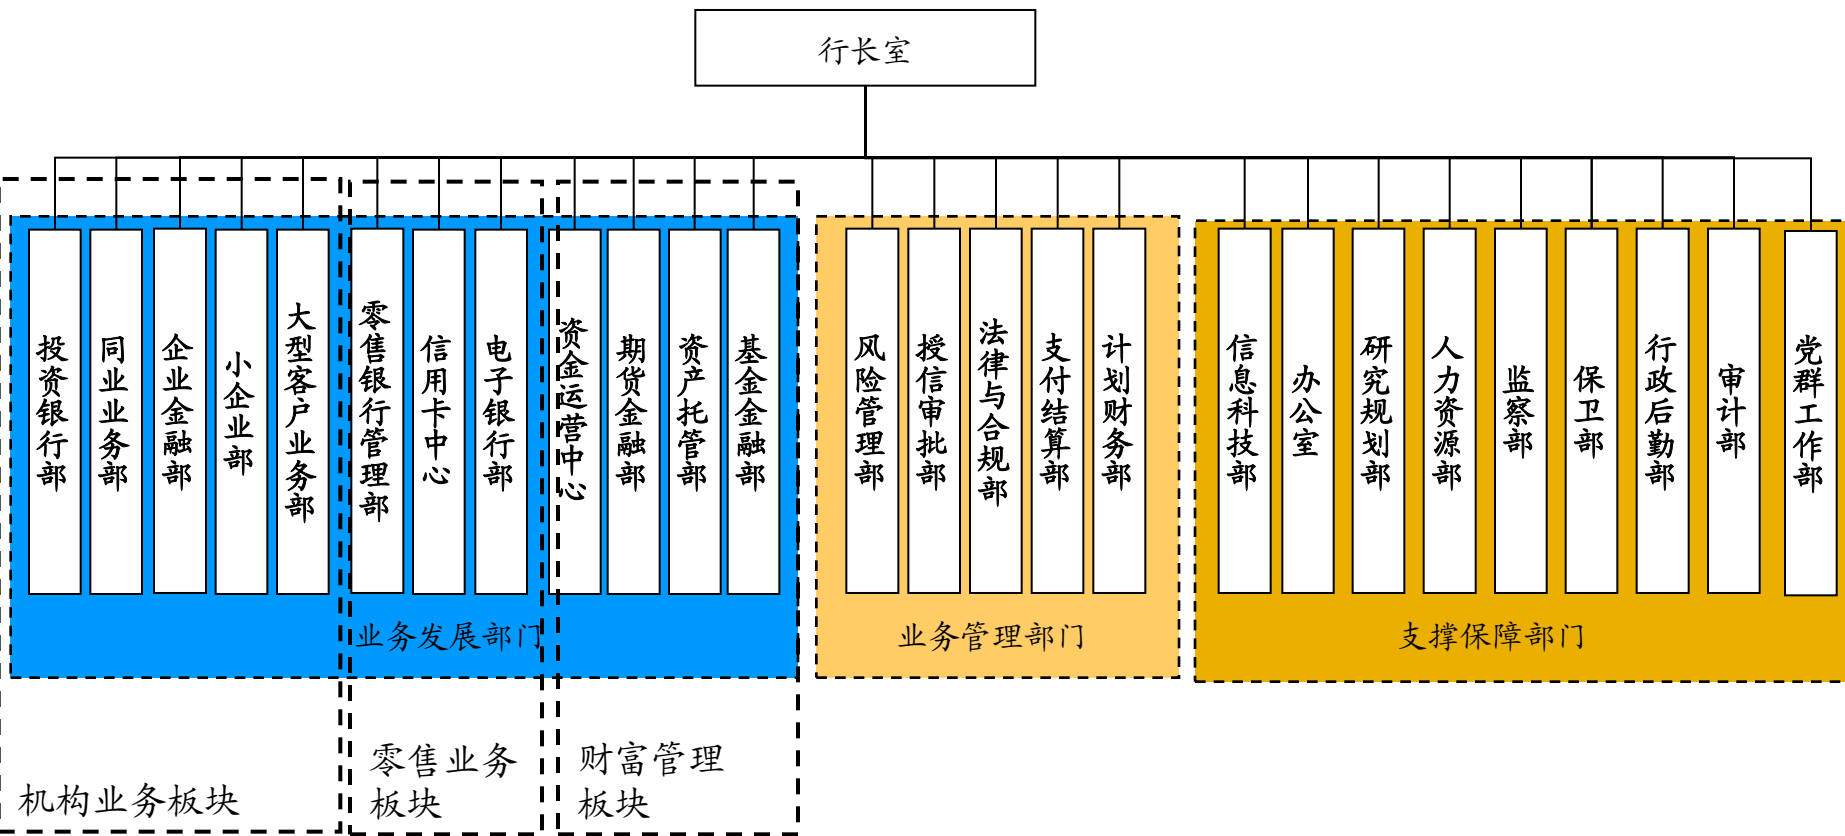 行长室
投资银行部
同业业务部
企业金融部
小企业部
大型客户业务部
零售银行管理部
信用卡中心
电子银行部
资金运营中心
期货金融部
资产托管部
基金金融部
风险管理部
授信审批部
法律与合规部
支付结算部
计划财务部
信息科技部
办公室
研究规划部
人力资源部
监察部
保卫部
行政后勤部
审计部
党群工作部
业务发展部门
业务管理部门
支撑保障部门
机构业务板块
零售业务
板块
财富管理
板块